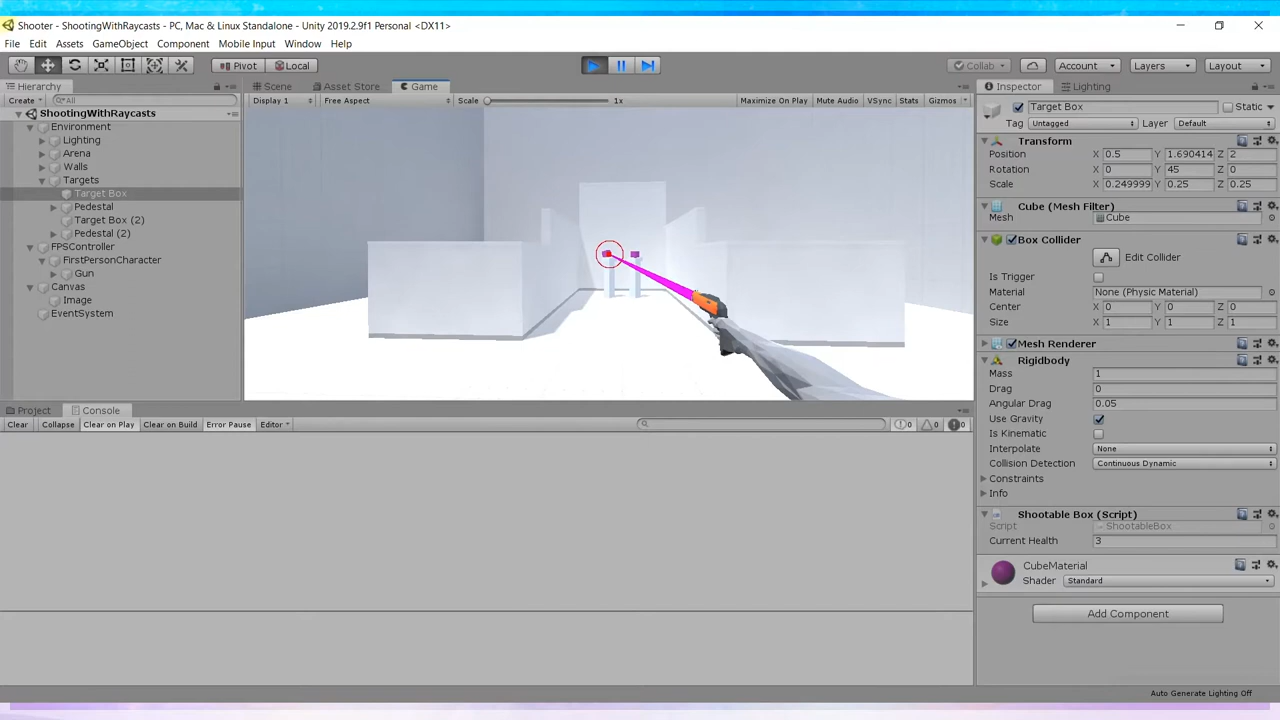 Shooter - ShootingWithRaycasts - PC, Mac & Linux Standalone - Unity 2019.2.9f1 Personal <DX11>
File Edit Assets GameObject Component Mobile Input Window Help
Pivot Local Collab Account Layers Layout
Hierarchy
Create All
ShootingWithRaycasts
Environment
Lighting
Arena
Walls
Targets
Target Box
Pedestal
Target Box (2)
Pedestal (2)
FPSController
FirstPersonCharacter
Gun
Canvas
Image
EventSystem
Scene Asset Store Game
Display 1 Free Aspect Scale 1x Maximize On Play Mute Audio VSync Stats Gizmos
Project Console
Clear Collapse Clear on Play Clear on Build Error Pause Editor 0 0 0
Inspector Lighting
Target Box Static
Tag Untagged Layer Default
Transform
Position X 0.5 Y 1.690414 Z 2
Rotation X 0 Y 45 Z 0
Scale X 0.249999 Y 0.25 Z 0.25
Cube (Mesh Filter)
Mesh Cube
Box Collider
Edit Collider
Is Trigger
Material None (Physic Material)
Center X 0 Y 0 Z 0
Size X 1 Y 1 Z 1
Mesh Renderer
Rigidbody
Mass 1
Drag 0
Angular Drag 0.05
Use Gravity
Is Kinematic
Interpolate None
Collision Detection Continuous Dynamic
Constraints
Info
Shootable Box (Script)
Script ShootableBox
Current Health 3
CubeMaterial
Shader Standard
Add Component
Auto Generate Lighting Off